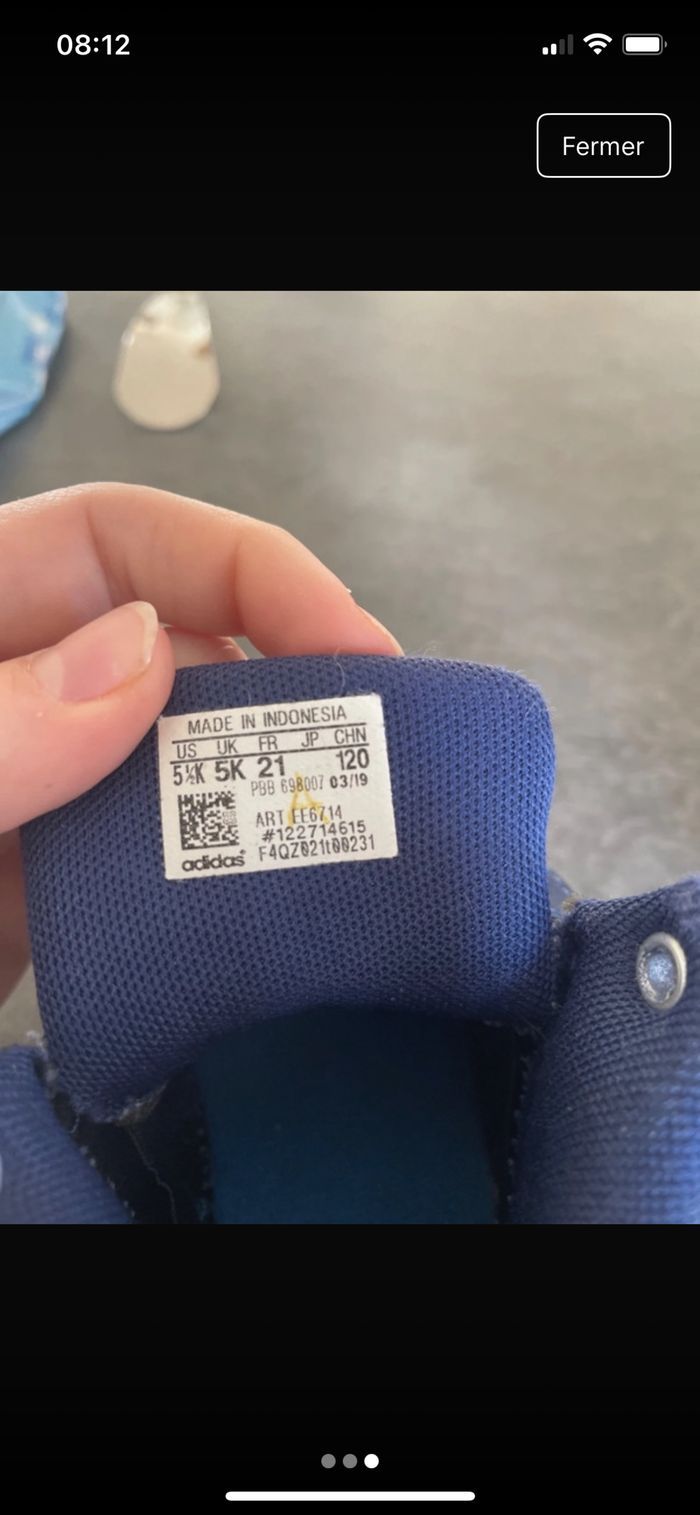 08:12
Fermer
MADE IN INDONESIA
US UK FR JP CHN
5½K 5K 21 120
PBB 698007 03/19
A
ART EE6714
#122714615
adidas F4QZ021t00231